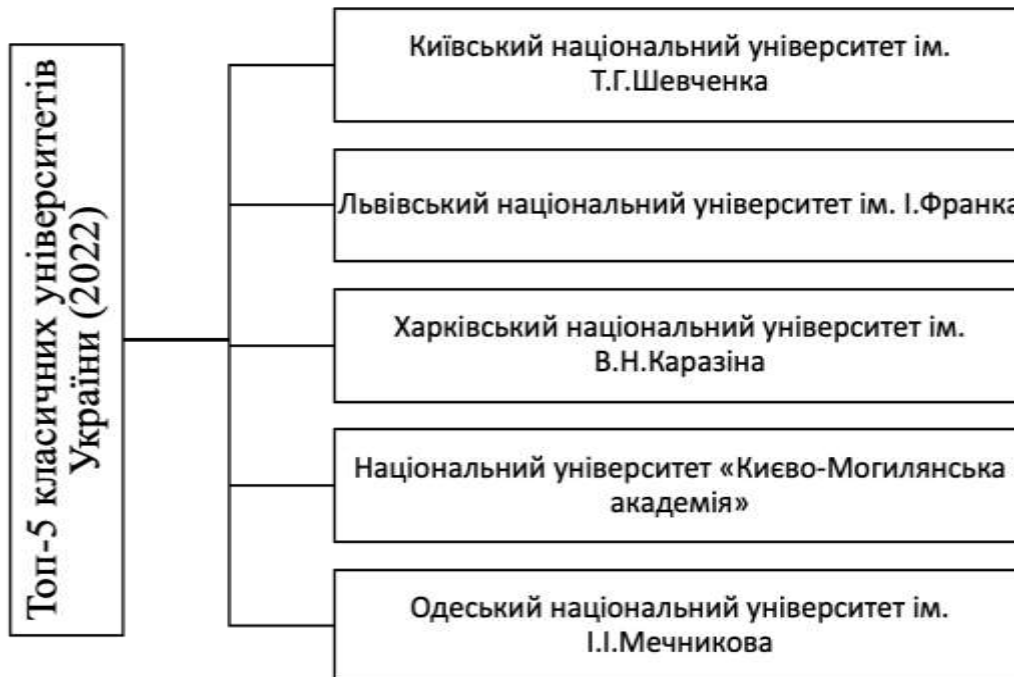 Топ-5 класичних університетів
України (2022)
Київський національний університет ім.
Т.Г.Шевченка
Львівський національний університет ім. І.Франка
Харківський національний університет ім.
В.Н.Каразіна
Національний університет «Києво-Могилянська
академія»
Одеський національний університет ім.
І.І.Мечникова